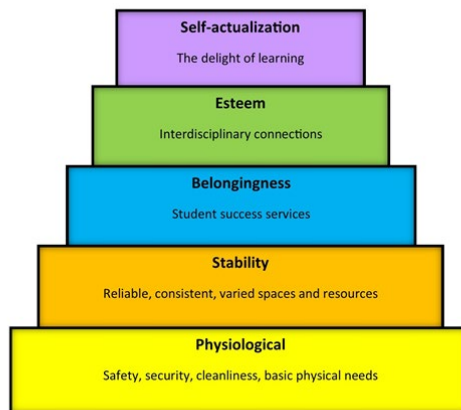 Self-actualization
The delight of learning
Esteem
Interdisciplinary connections
Belongingness
Student success services
Stability
Reliable, consistent, varied spaces and resources
Physiological
Safety, security, cleanliness, basic physical needs